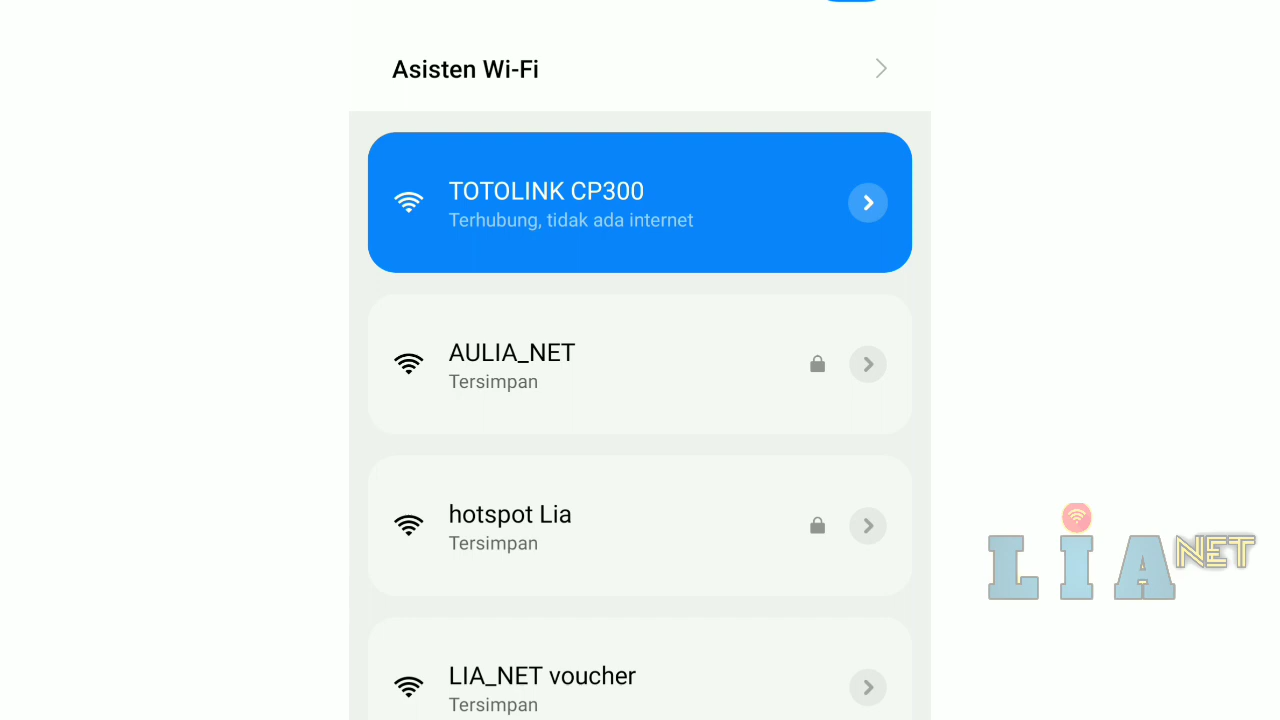 Asisten Wi-Fi
TOTOLINK CP300
Terhubung, tidak ada internet
AULIA_NET
Tersimpan
hotspot Lia
Tersimpan
LIA_NET voucher
Tersimpan
LIA NET